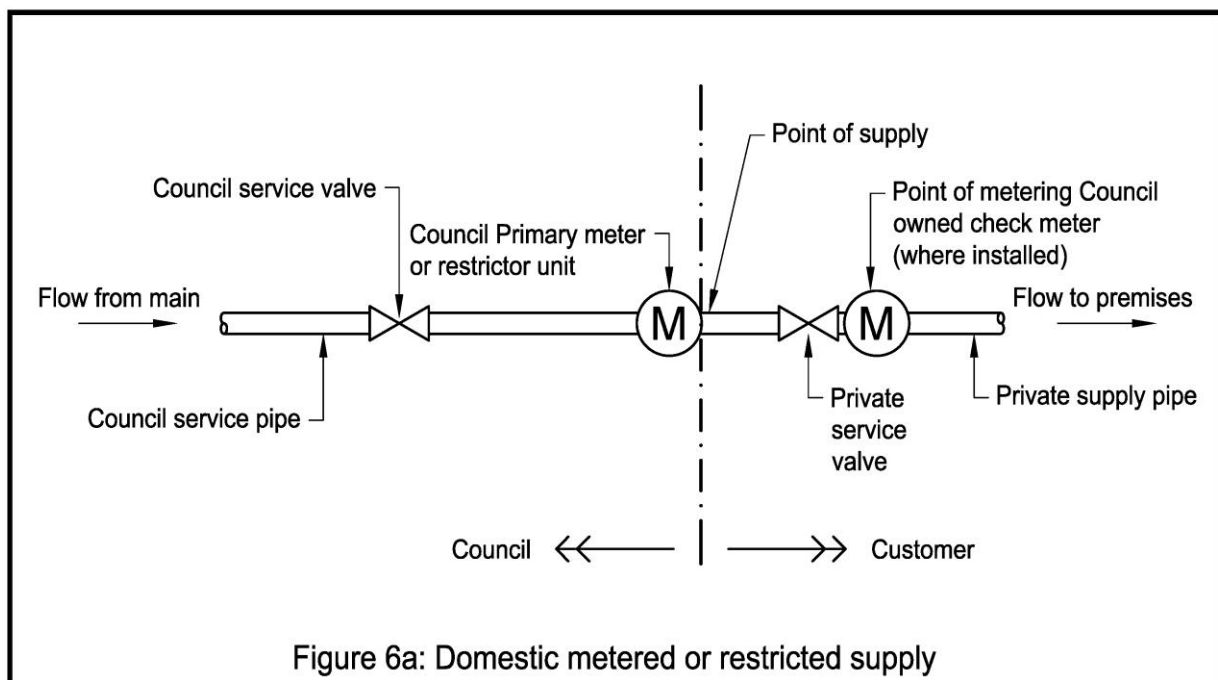 Point of supply
Council service valve
Point of metering Council
owned check meter
(where installed)
Council Primary meter
or restrictor unit
Flow from main
Flow to premises
M
M
Council service pipe
Private
service
valve
Private supply pipe
Council
Customer
Figure 6a: Domestic metered or restricted supply